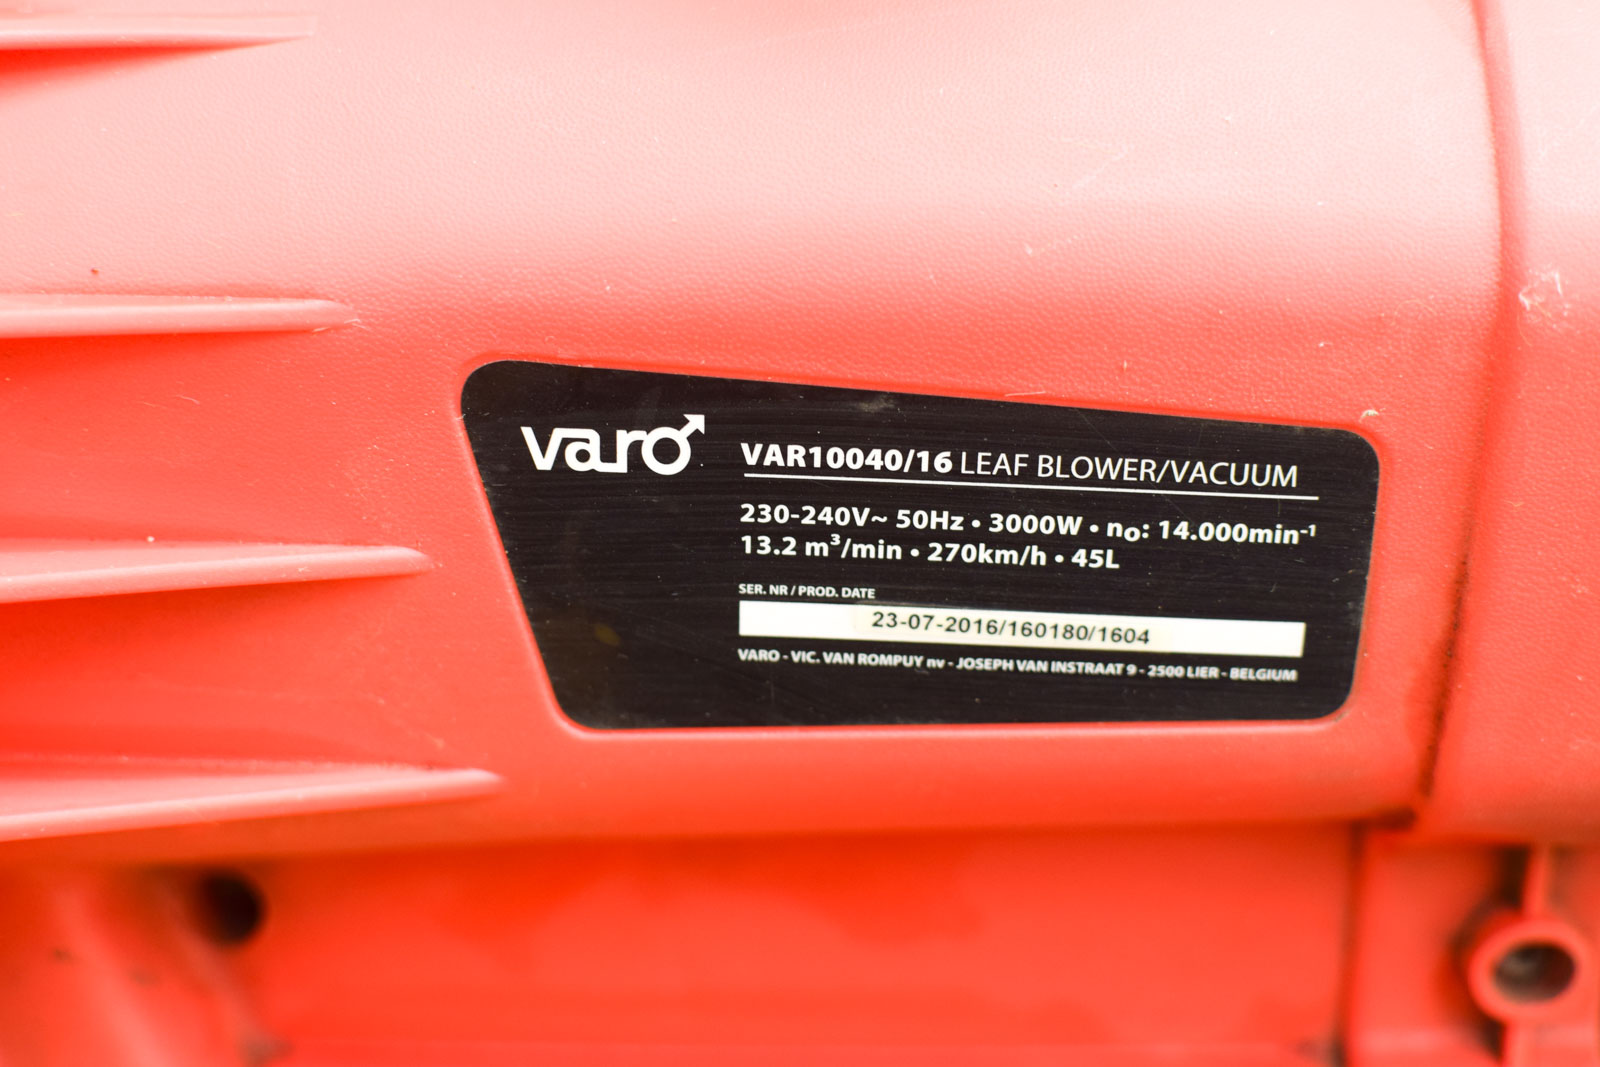 varo
VAR10040/16 LEAF BLOWER/VACUUM
230-240V~ 50Hz • 3000W • no: 14.000min⁻¹
13.2 m³/min • 270km/h • 45L
SER. NR / PROD. DATE
23-07-2016/160180/1604
VARO - VIC. VAN ROMPUY nv - JOSEPH VAN INSTRAAT 9 - 2500 LIER - BELGIUM